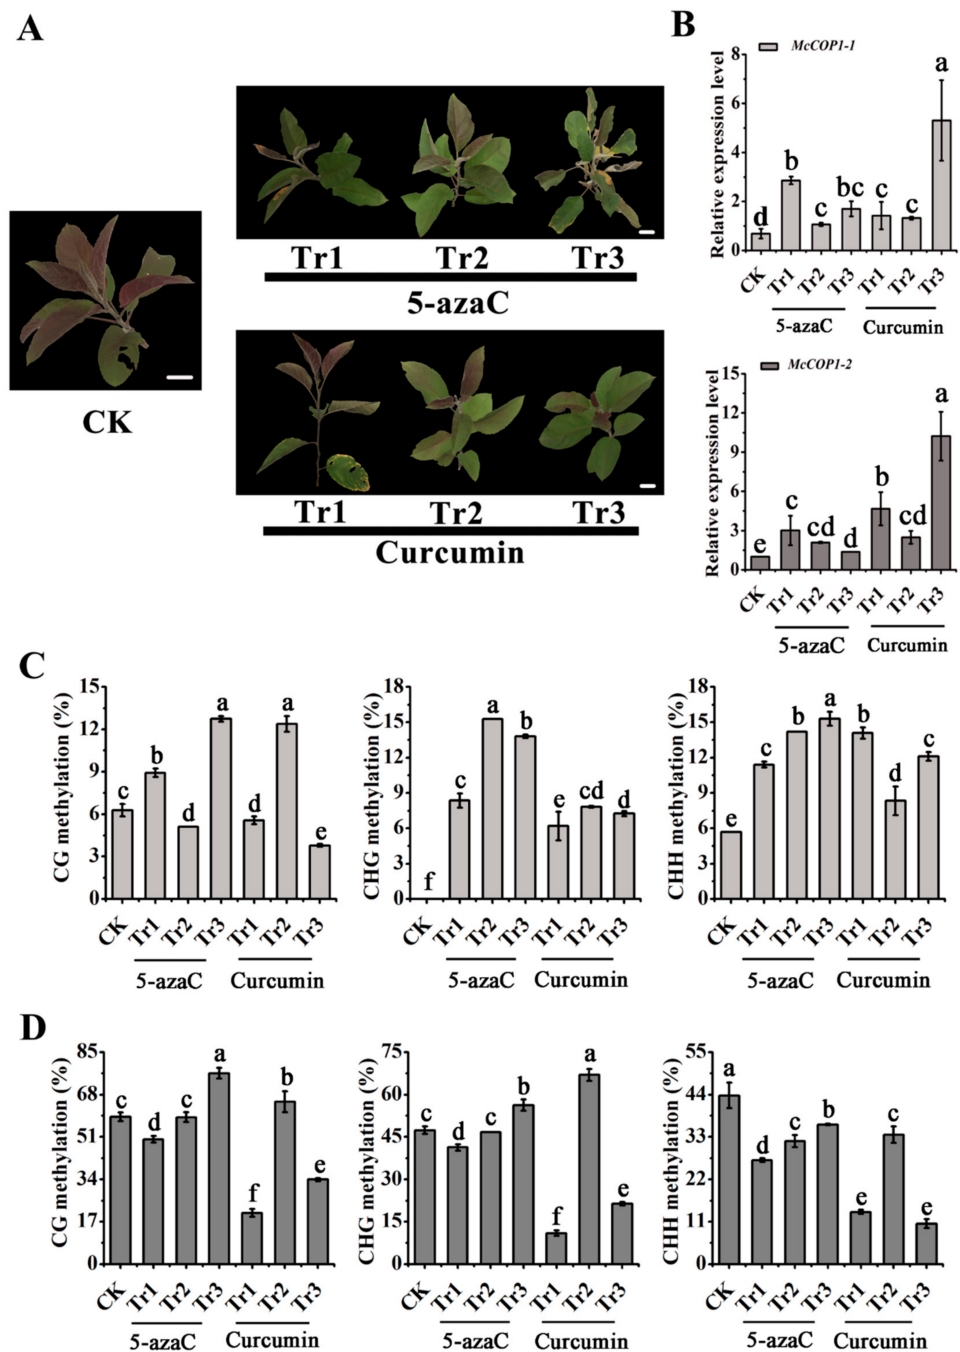 A
CK
Tr1 Tr2 Tr3
5-azaC
Tr1 Tr2 Tr3
Curcumin
B
McCOP1-1
Relative expression level
8
6
4
2
0
d b c bc c c a
CK Tr1 Tr2 Tr3 Tr1 Tr2 Tr3
5-azaC Curcumin
McCOP1-2
Relative expression level
15
12
9
6
3
0
e c cd d b cd a
CK Tr1 Tr2 Tr3 Tr1 Tr2 Tr3
5-azaC Curcumin
C
CG methylation (%)
15
12
9
6
3
0
c b d a d a e
CK Tr1 Tr2 Tr3 Tr1 Tr2 Tr3
5-azaC Curcumin
CHG methylation (%)
18
15
12
9
6
3
0
f c a b e cd d
CK Tr1 Tr2 Tr3 Tr1 Tr2 Tr3
5-azaC Curcumin
CHH methylation (%)
18
15
12
9
6
3
0
e c b a b d c
CK Tr1 Tr2 Tr3 Tr1 Tr2 Tr3
5-azaC Curcumin
D
CG methylation (%)
85
68
51
34
17
0
c d c a f b e
CK Tr1 Tr2 Tr3 Tr1 Tr2 Tr3
5-azaC Curcumin
CHG methylation (%)
75
60
45
30
15
0
c d c b f a e
CK Tr1 Tr2 Tr3 Tr1 Tr2 Tr3
5-azaC Curcumin
CHH methylation (%)
55
44
33
22
11
0
a d c b e c e
CK Tr1 Tr2 Tr3 Tr1 Tr2 Tr3
5-azaC Curcumin